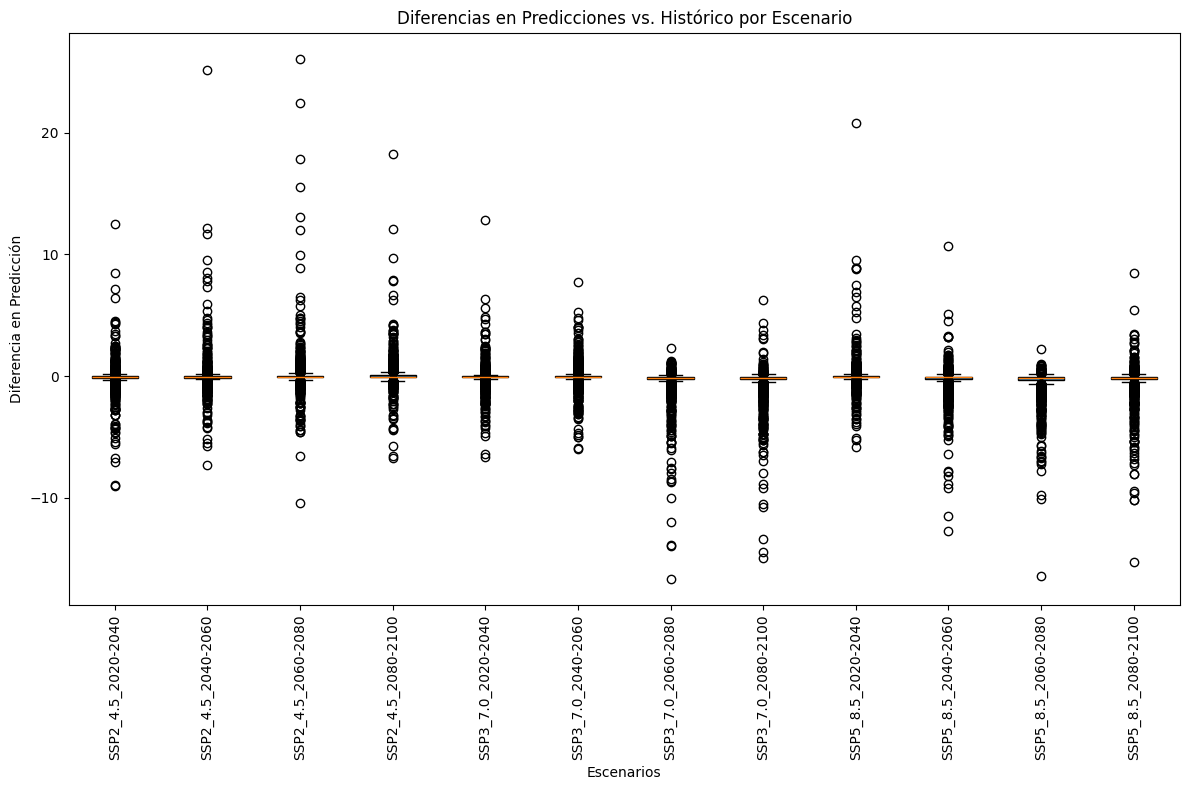 Diferencias en Predicciones vs. Histórico por Escenario
Diferencia en Predicción
20
10
0
−10
SSP2_4.5_2020-2040
SSP2_4.5_2040-2060
SSP2_4.5_2060-2080
SSP2_4.5_2080-2100
SSP3_7.0_2020-2040
SSP3_7.0_2040-2060
SSP3_7.0_2060-2080
SSP3_7.0_2080-2100
SSP5_8.5_2020-2040
SSP5_8.5_2040-2060
SSP5_8.5_2060-2080
SSP5_8.5_2080-2100
Escenarios